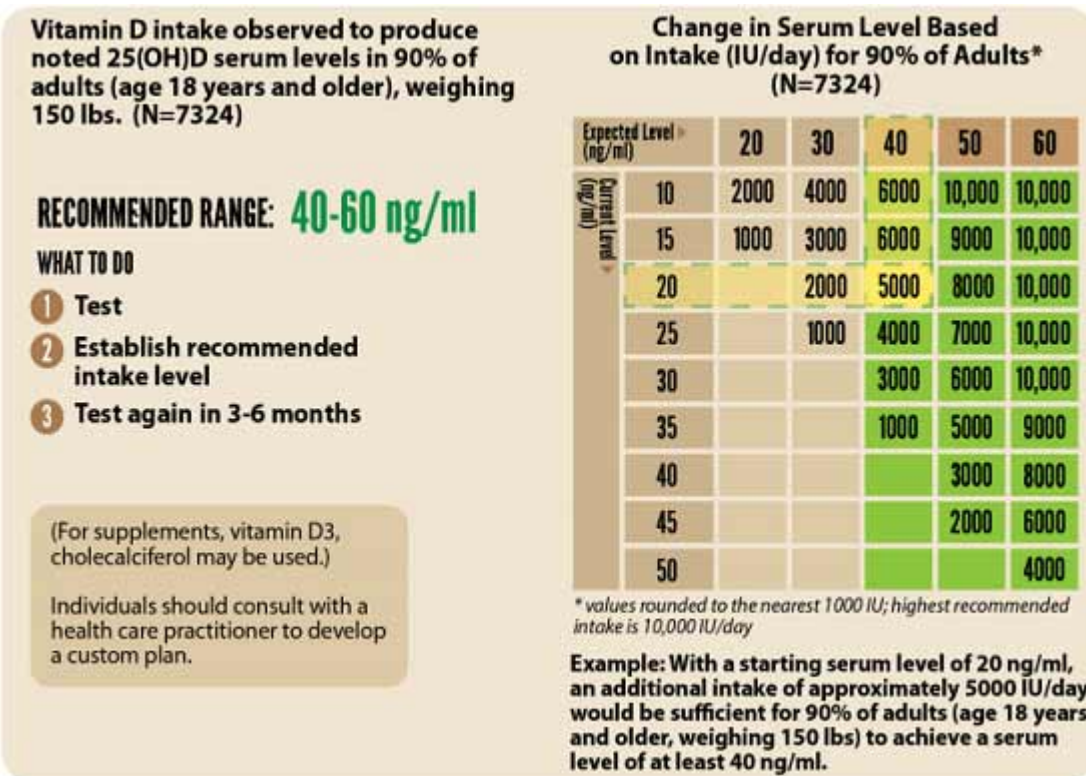 Vitamin D intake observed to produce
noted 25(OH)D serum levels in 90% of
adults (age 18 years and older), weighing
150 lbs. (N=7324)
RECOMMENDED RANGE: 40-60 ng/ml
WHAT TO DO
1 Test
2 Establish recommended
intake level
3 Test again in 3-6 months
(For supplements, vitamin D3,
cholecalciferol may be used.)
Individuals should consult with a
health care practitioner to develop
a custom plan.
Change in Serum Level Based
on Intake (IU/day) for 90% of Adults*
(N=7324)
Expected Level ▶ 20 30 40 50 60
(ng/ml)
Current Level ▶
(ng/ml)
10 2000 4000 6000 10,000 10,000
15 1000 3000 6000 9000 10,000
20 2000 5000 8000 10,000
25 1000 4000 7000 10,000
30 3000 6000 10,000
35 1000 5000 9000
40 3000 8000
45 2000 6000
50 4000
* values rounded to the nearest 1000 IU; highest recommended
intake is 10,000 IU/day
Example: With a starting serum level of 20 ng/ml,
an additional intake of approximately 5000 IU/day
would be sufficient for 90% of adults (age 18 years
and older, weighing 150 lbs) to achieve a serum
level of at least 40 ng/ml.